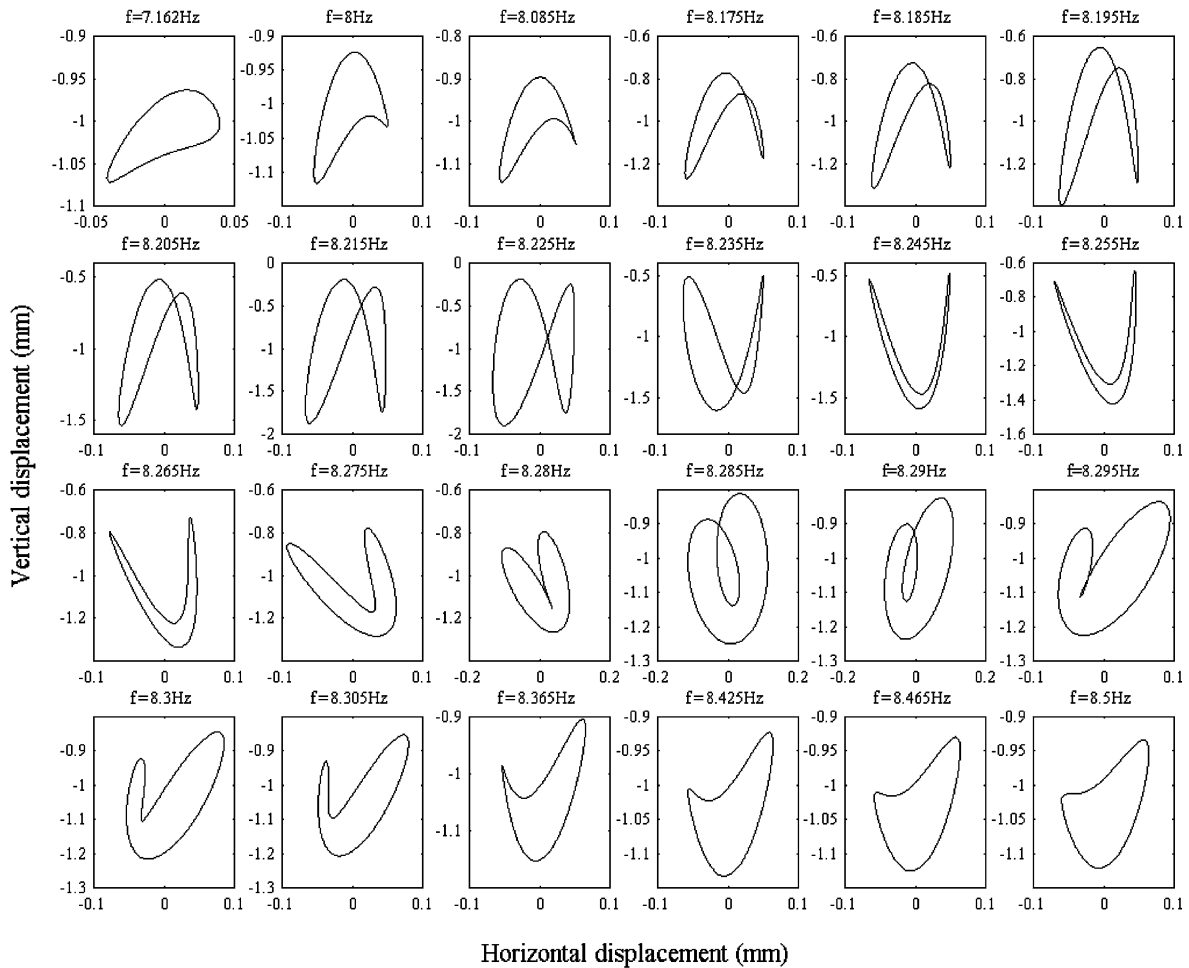 f=7.162Hz f=8Hz f=8.085Hz f=8.175Hz f=8.185Hz f=8.195Hz
-0.9 -0.9 -0.8 -0.6 -0.6 -0.6
-0.95 -0.95 -0.9 -0.8 -0.8 -0.8
-1 -1 -1 -1 -1 -1
-1.05 -1.05 -1.1 -1.2 -1.2 -1.2
-1.1 -1.1
-0.05 0 0.05 -0.1 0 0.1 -0.1 0 0.1 -0.1 0 0.1 -0.1 0 0.1 -0.1 0 0.1
f=8.205Hz f=8.215Hz f=8.225Hz f=8.235Hz f=8.245Hz f=8.255Hz
-0.5 0 0 -0.5 -0.5 -0.6
-1 -0.5 -0.5 -1 -1 -0.8
-1.5 -1 -1 -1.5 -1.5 -1
-1.5 -1.5 -1.2
-2 -2 -1.4
-1.6
-0.1 0 0.1 -0.1 0 0.1 -0.1 0 0.1 -0.1 0 0.1 -0.1 0 0.1 -0.1 0 0.1
f=8.265Hz f=8.275Hz f=8.28Hz f=8.285Hz f=8.29Hz f=8.295Hz
-0.6 -0.6 -0.6 -0.8 -0.8 -0.8
-0.8 -0.8 -0.8 -0.9 -0.9 -0.9
-1 -1 -1 -1 -1 -1
-1.2 -1.2 -1.2 -1.1 -1.1 -1.1
-1.2 -1.2 -1.2
-1.3 -1.3 -1.3
-0.1 0 0.1 -0.1 0 0.1 -0.2 0 0.2 -0.1 0 0.2 -0.1 0 0.2 -0.1 0 0.1
f=8.3Hz f=8.305Hz f=8.365Hz f=8.425Hz f=8.465Hz f=8.5Hz
-0.9 -0.9 -0.9 -0.9 -0.9 -0.9
-1 -1 -1 -0.95 -0.95 -0.95
-1.1 -1.1 -1.1 -1 -1 -1
-1.2 -1.2 -1.05 -1.05 -1.05
-1.3 -1.3 -1.1 -1.1 -1.1
-0.1 0 0.1 -0.1 0 0.1 -0.1 0 0.1 -0.1 0 0.1 -0.1 0 0.1 -0.1 0 0.1
Vertical displacement (mm)
Horizontal displacement (mm)